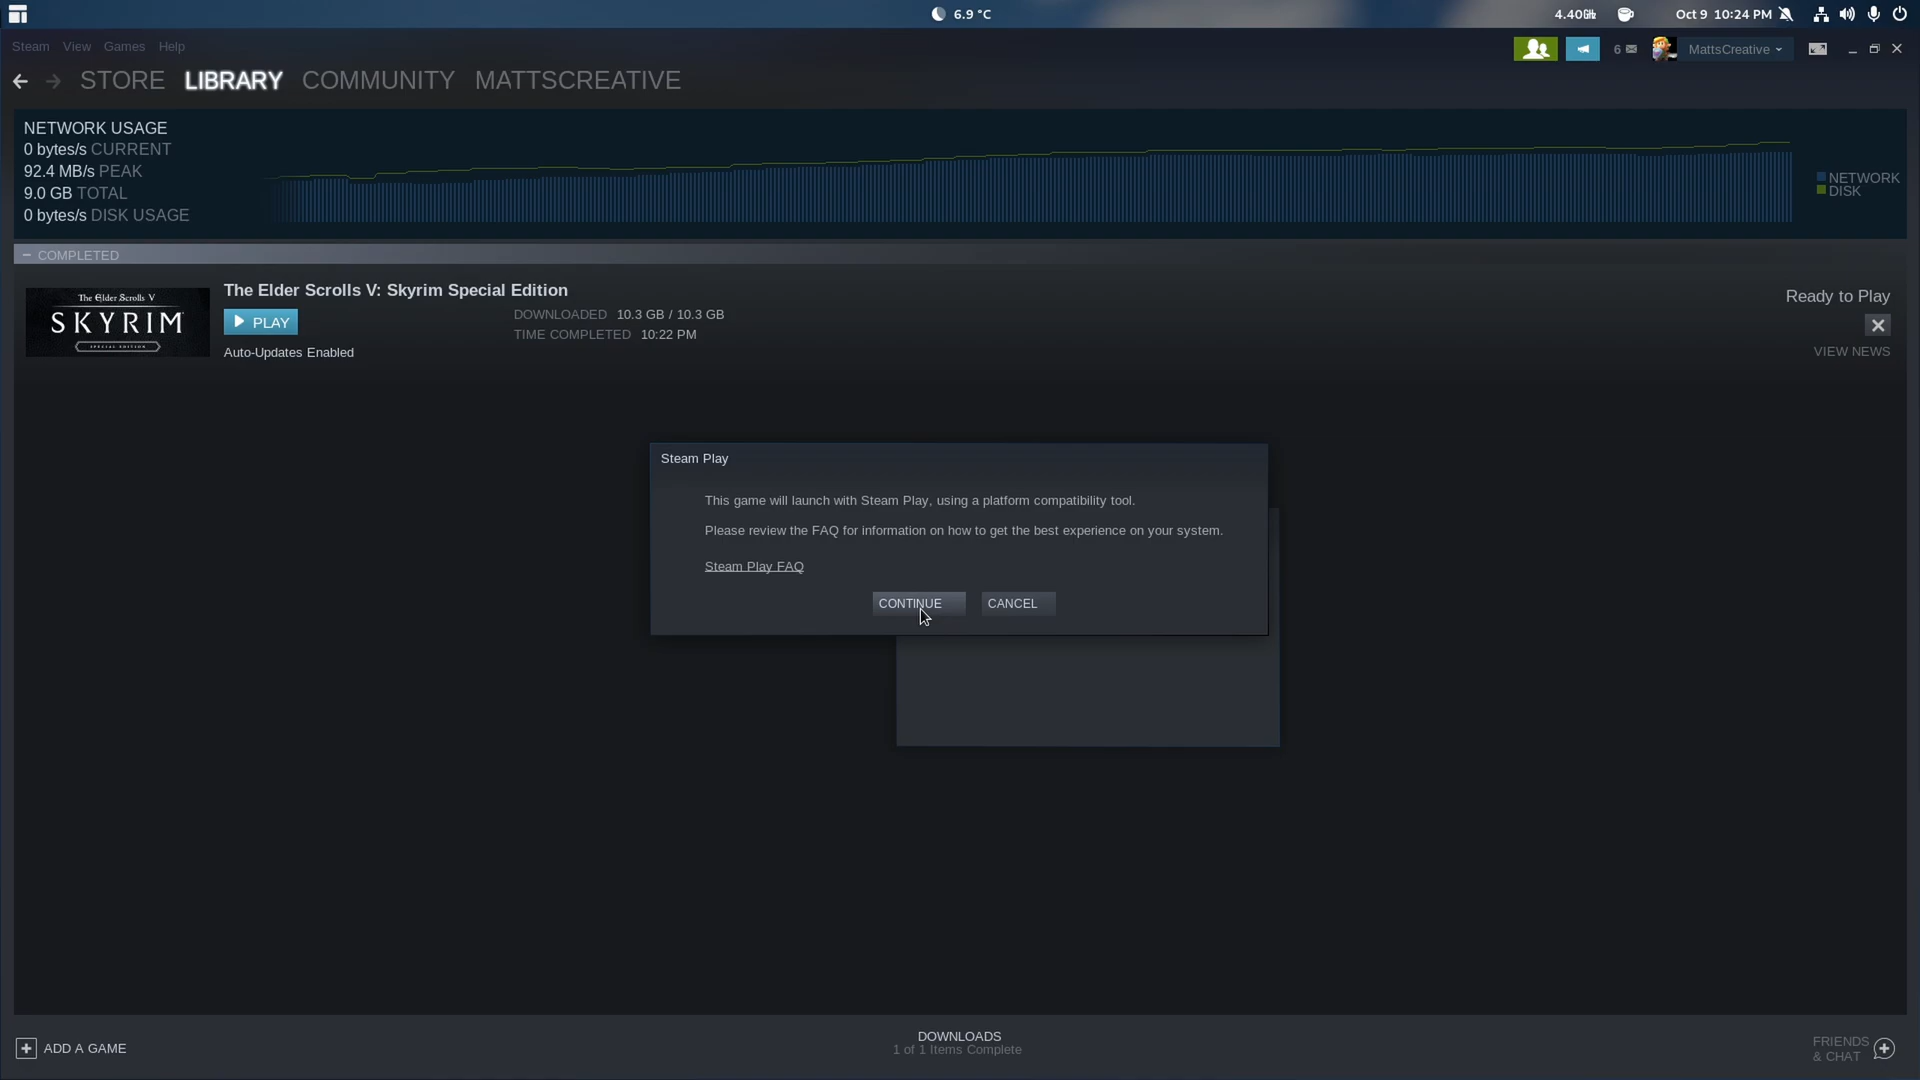 6.9 °C
4.40GHz
Oct 9 10:24 PM
Steam View Games Help
6
MattsCreative
STORE LIBRARY COMMUNITY MATTSCREATIVE
NETWORK USAGE
0 bytes/s CURRENT
92.4 MB/s PEAK
9.0 GB TOTAL
0 bytes/s DISK USAGE
NETWORK
DISK
COMPLETED
The Elder Scrolls V
SKYRIM
SPECIAL EDITION
The Elder Scrolls V: Skyrim Special Edition
PLAY
Auto-Updates Enabled
DOWNLOADED 10.3 GB / 10.3 GB
TIME COMPLETED 10:22 PM
Ready to Play
VIEW NEWS
Steam Play
This game will launch with Steam Play, using a platform compatibility tool.
Please review the FAQ for information on how to get the best experience on your system.
Steam Play FAQ
CONTINUE CANCEL
ADD A GAME
DOWNLOADS
1 of 1 Items Complete
FRIENDS
& CHAT